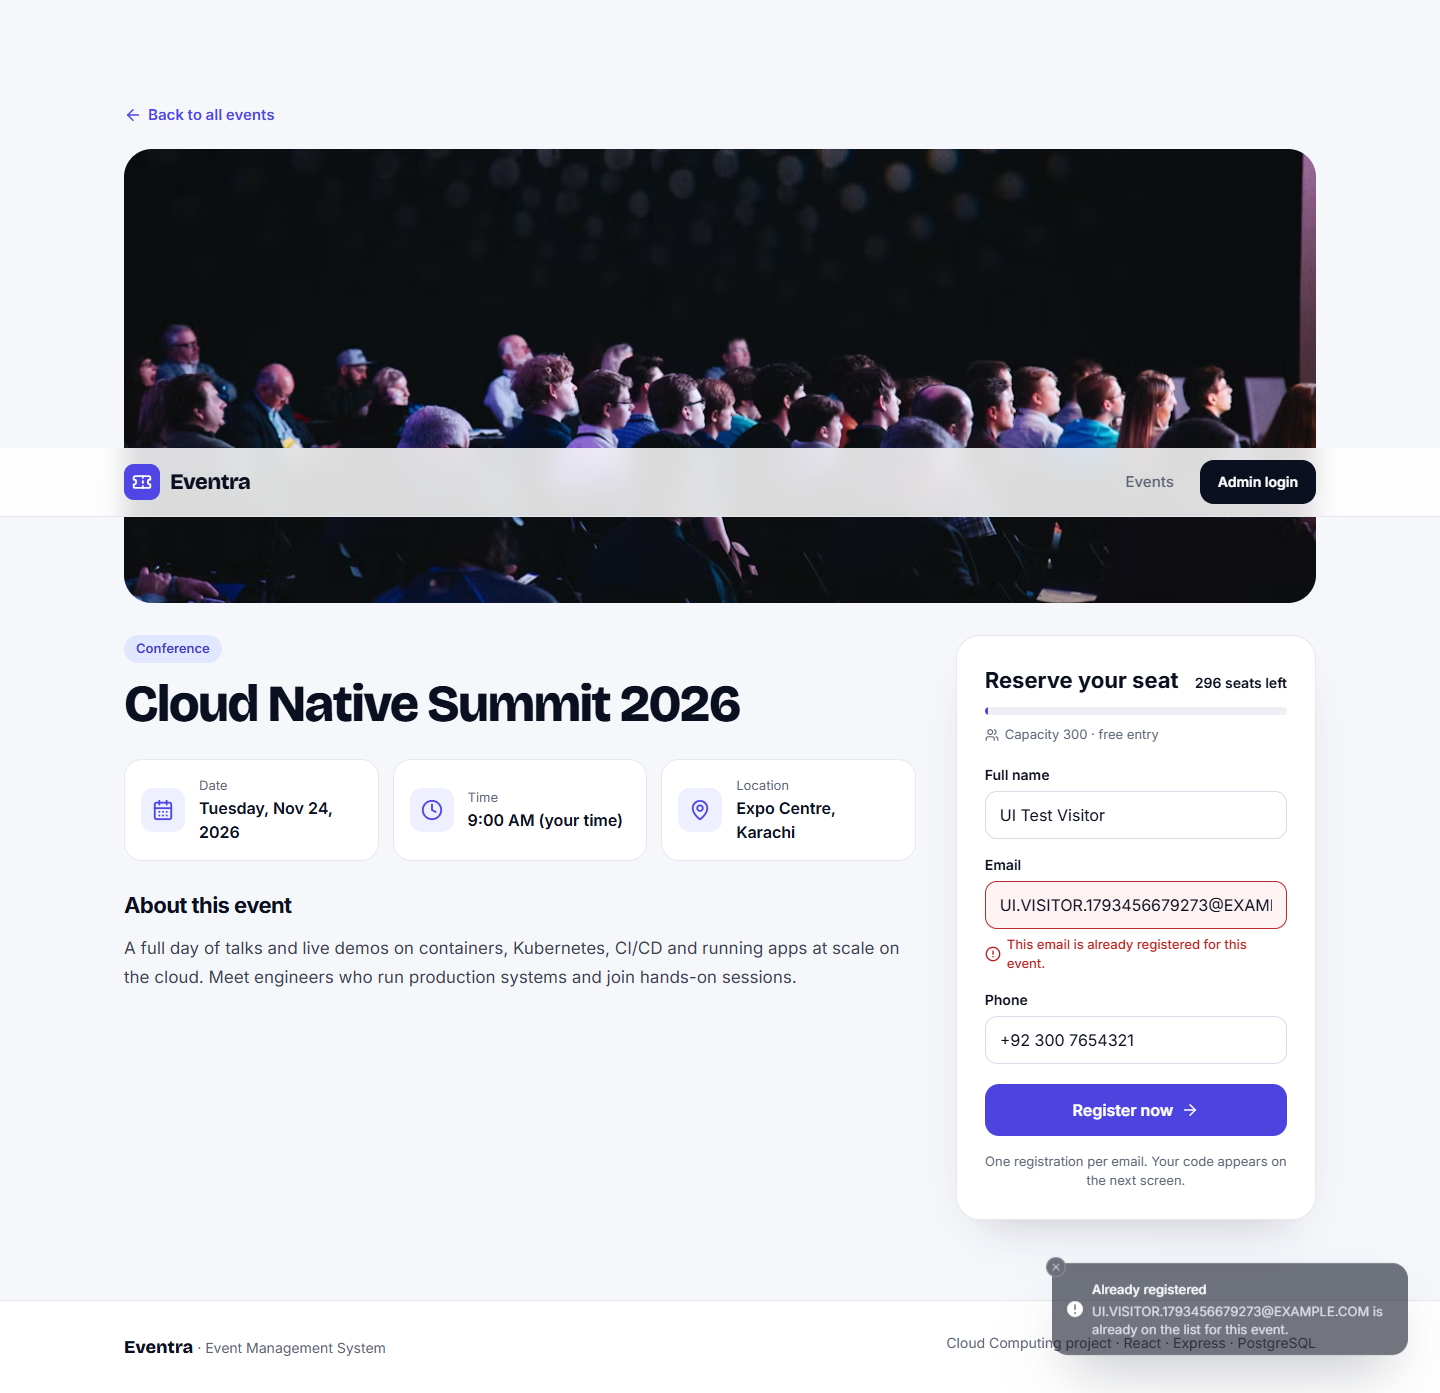 Back to all events
Eventra
Events
Admin login
Conference
Cloud Native Summit 2026
Date
Tuesday, Nov 24,
2026
Time
9:00 AM (your time)
Location
Expo Centre,
Karachi
About this event
A full day of talks and live demos on containers, Kubernetes, CI/CD and running apps at scale on
the cloud. Meet engineers who run production systems and join hands-on sessions.
Reserve your seat
296 seats left
Capacity 300 · free entry
Full name
UI Test Visitor
Email
UI.VISITOR.1793456679273@EXAM
This email is already registered for this
event.
Phone
+92 300 7654321
Register now
One registration per email. Your code appears on
the next screen.
Already registered
UI.VISITOR.1793456679273@EXAMPLE.COM is
already on the list for this event.
Eventra · Event Management System
Cloud Computing project · React · Express · PostgreSQL